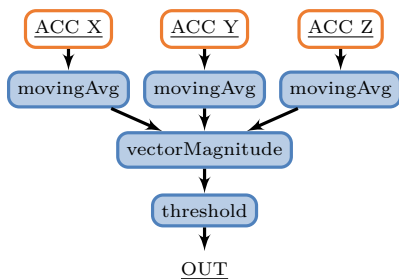 ACC X ACC Y ACC Z
movingAvg movingAvg movingAvg
vectorMagnitude
threshold
OUT